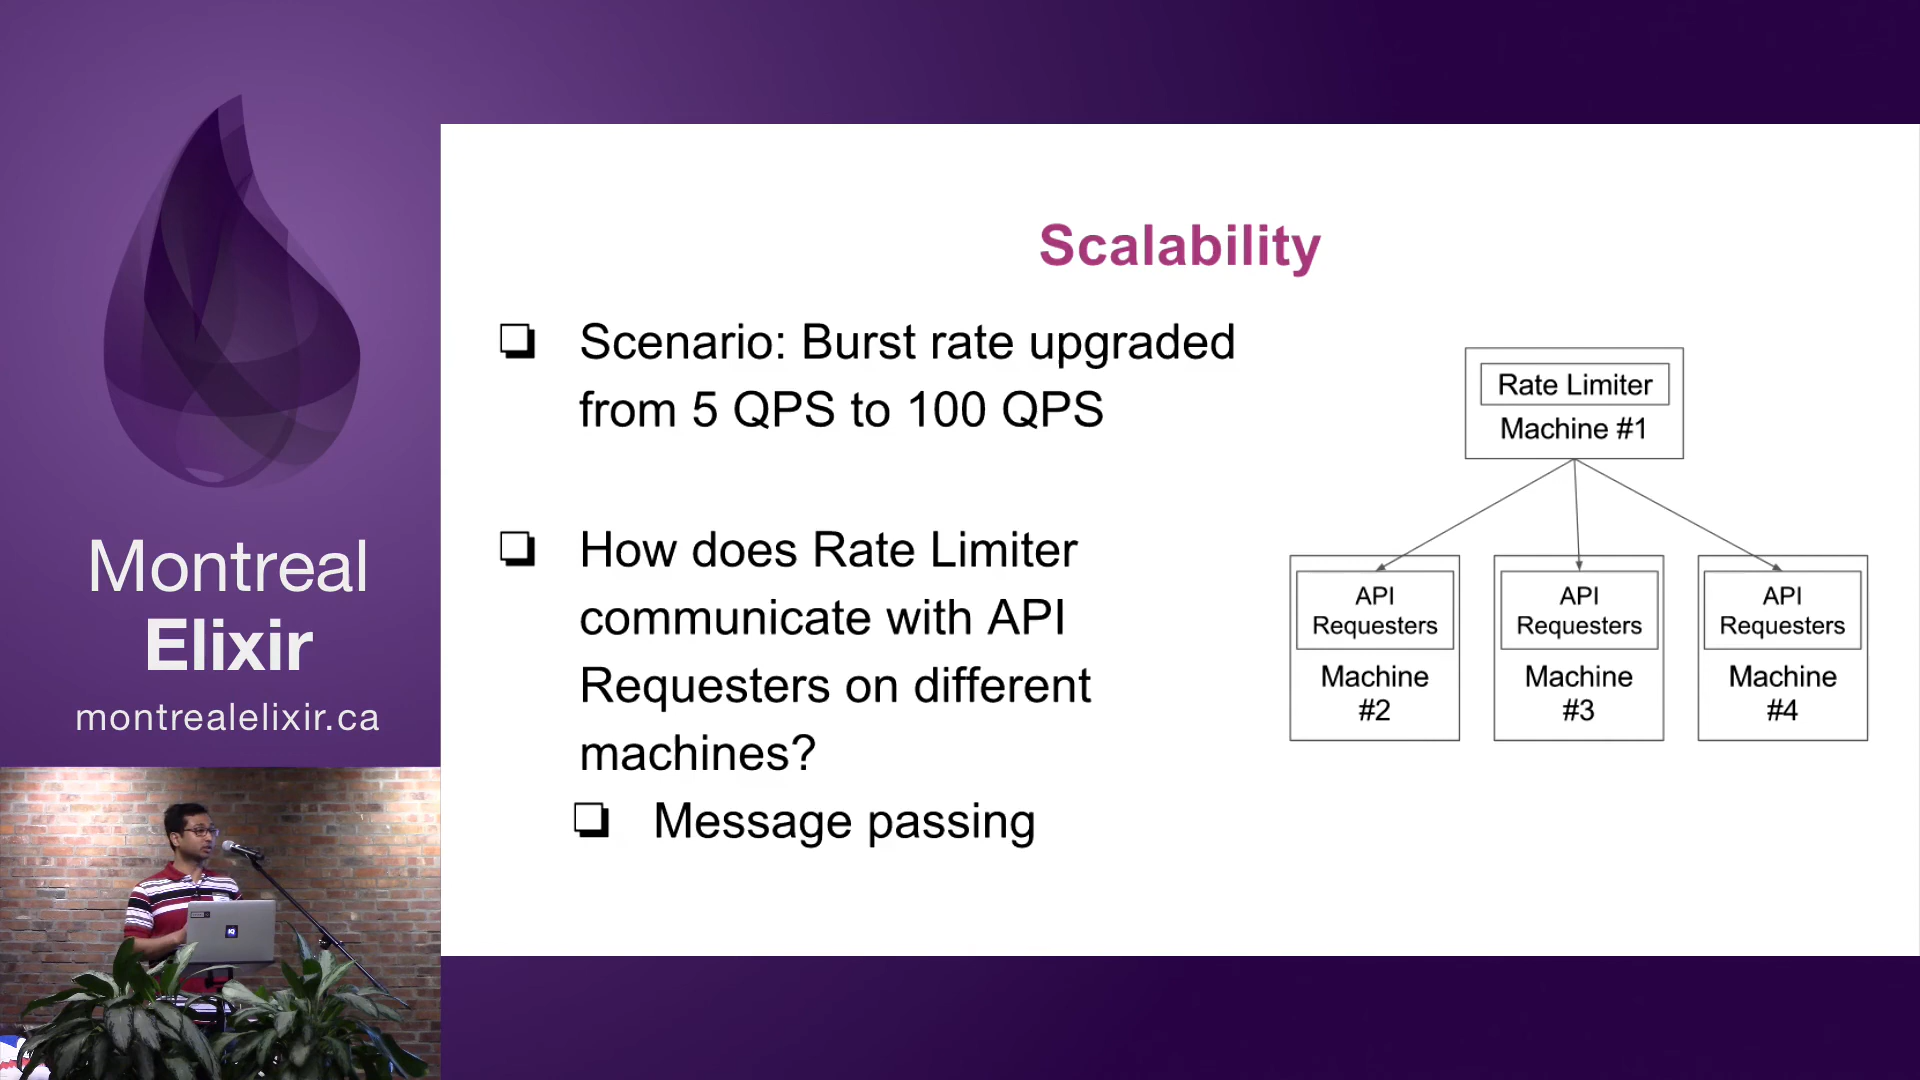 Montreal
Elixir
montrealelixir.ca
Scalability
Scenario: Burst rate upgraded
from 5 QPS to 100 QPS
How does Rate Limiter
communicate with API
Requesters on different
machines?
Message passing
Rate Limiter
Machine #1
API
Requesters
Machine
#2
API
Requesters
Machine
#3
API
Requesters
Machine
#4